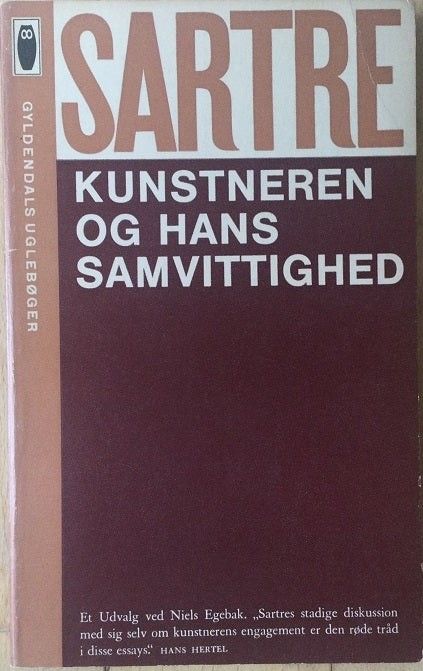 SARTRE
GYLDENDALS UGLEBØGER
KUNSTNEREN
OG HANS
SAMVITTIGHED
Et Udvalg ved Niels Egebak. „Sartres stadige diskussion
med sig selv om kunstnerens engagement er den røde tråd
i disse essays.“ HANS HERTEL